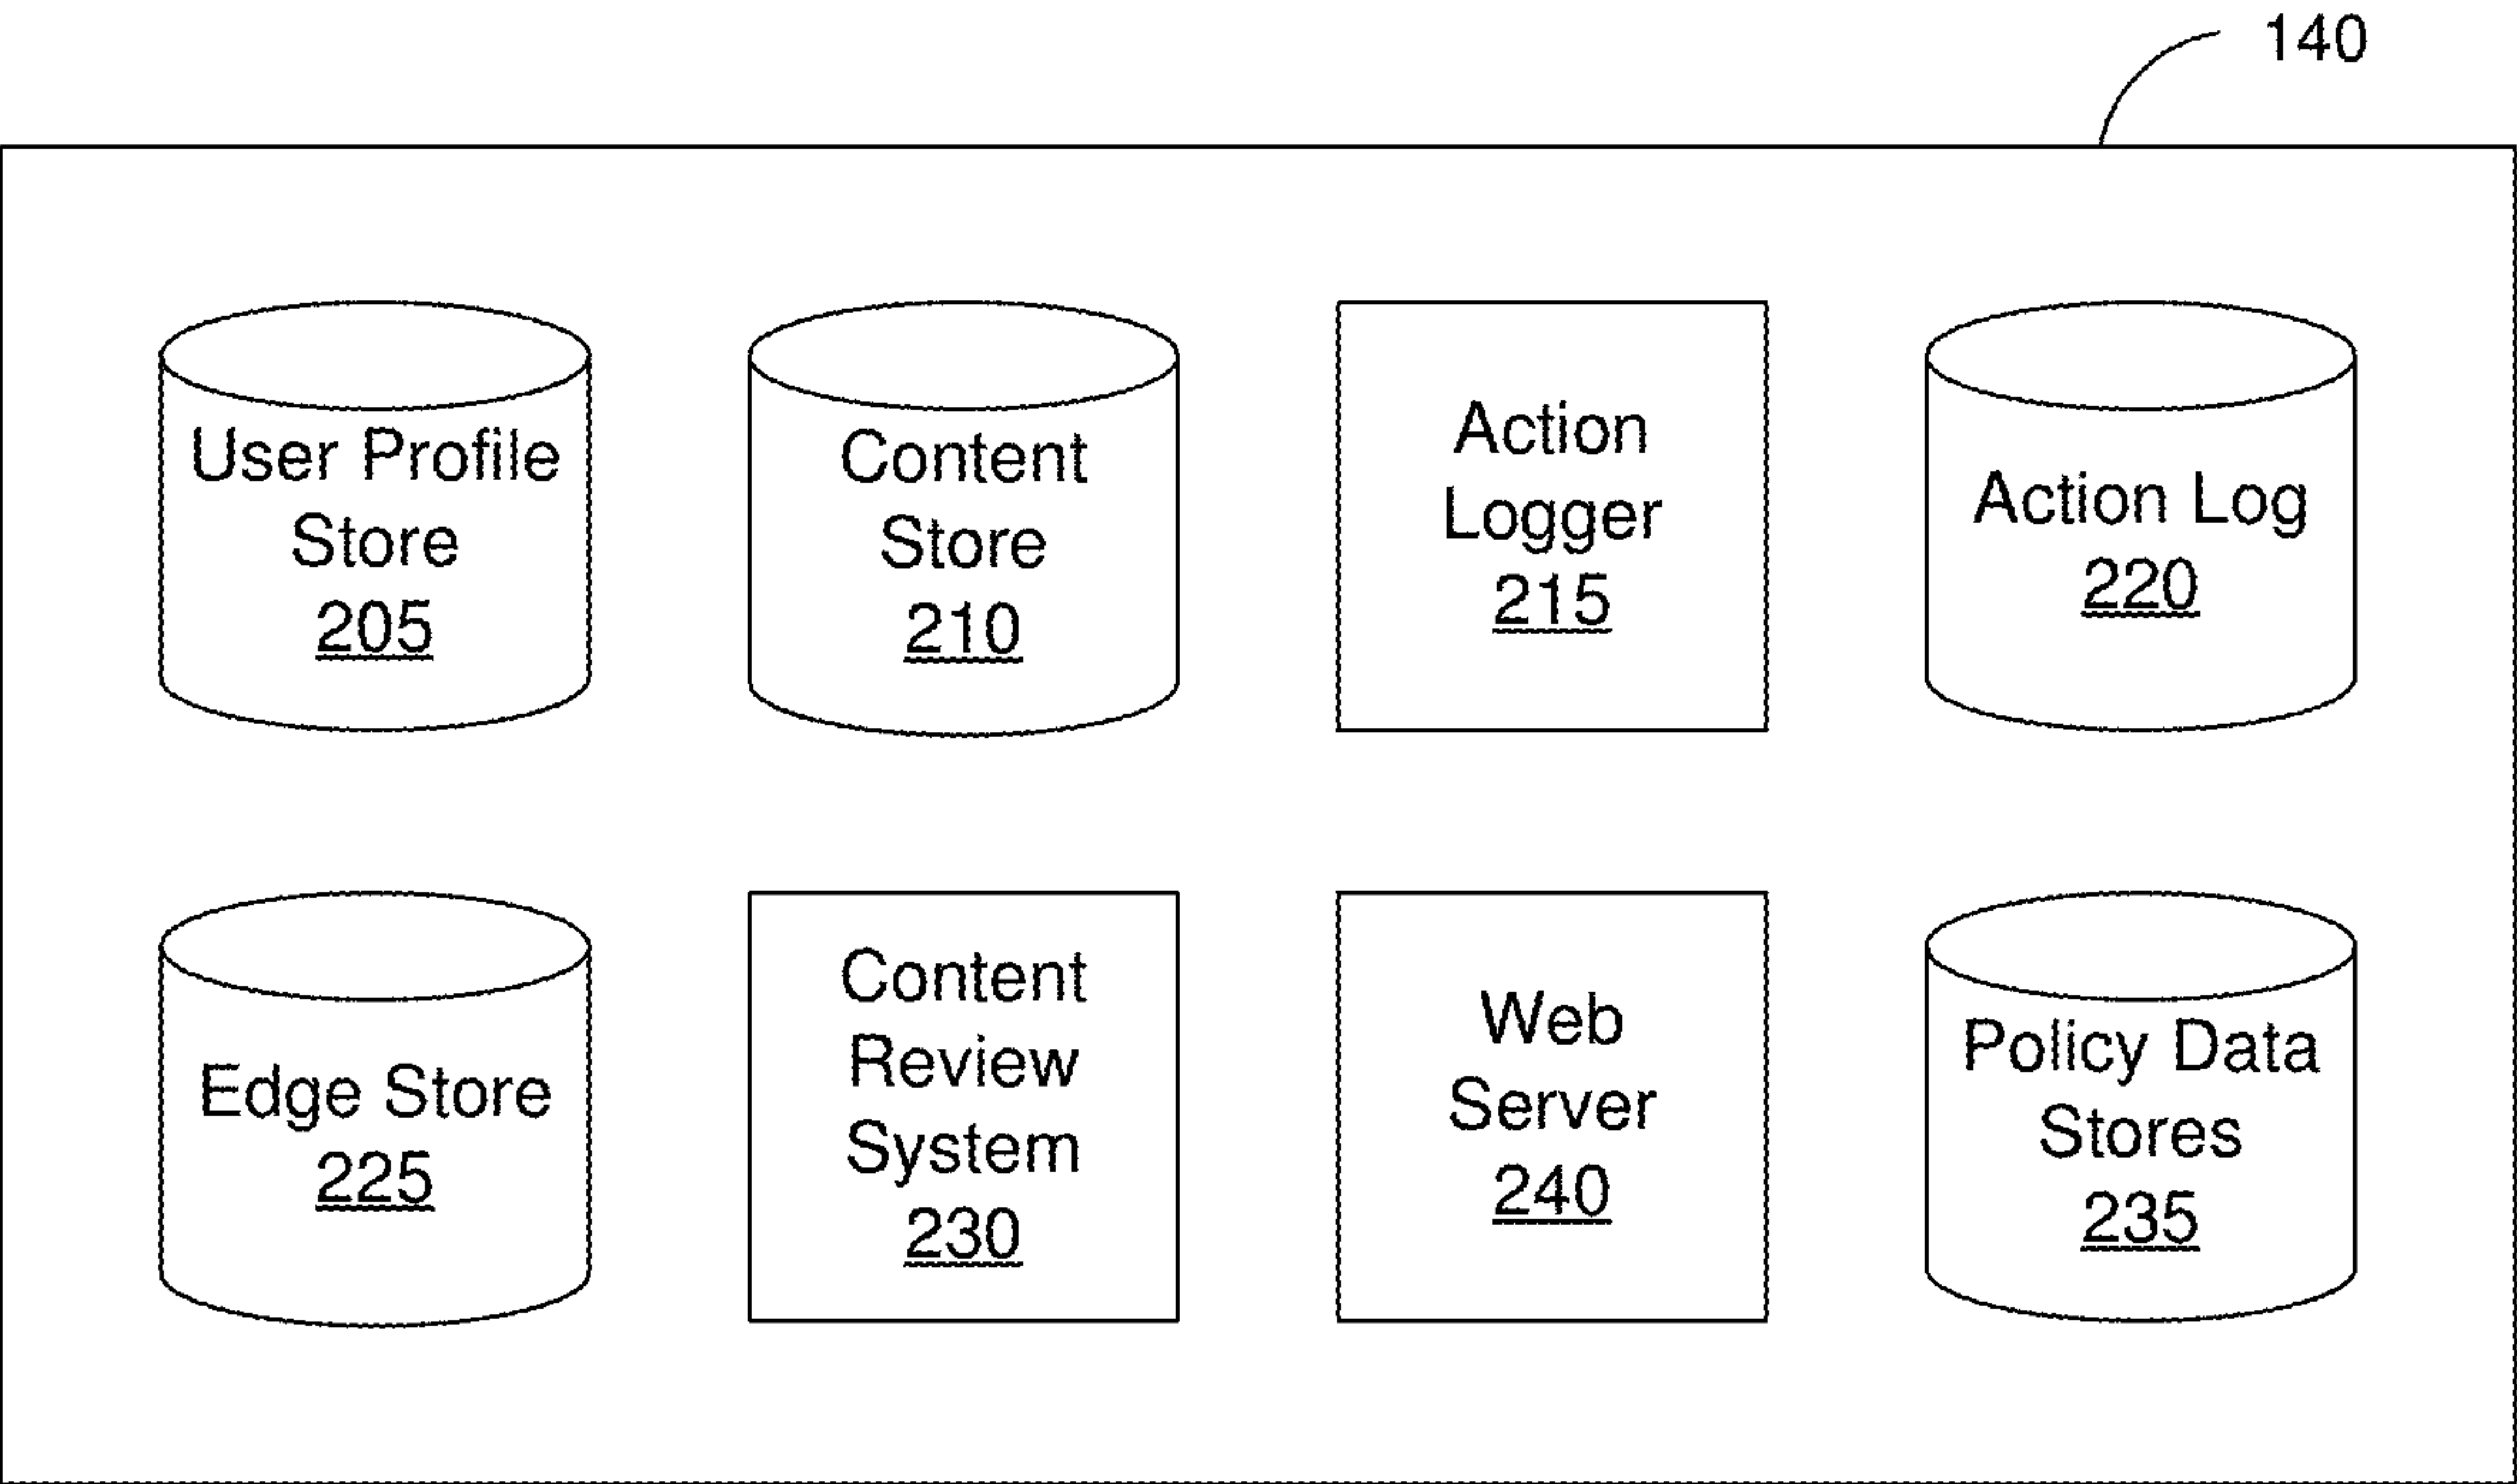 140
User Profile
Store
205
Content
Store
210
Action
Logger
215
Action Log
220
Edge Store
225
Content
Review
System
230
Web
Server
240
Policy Data
Stores
235